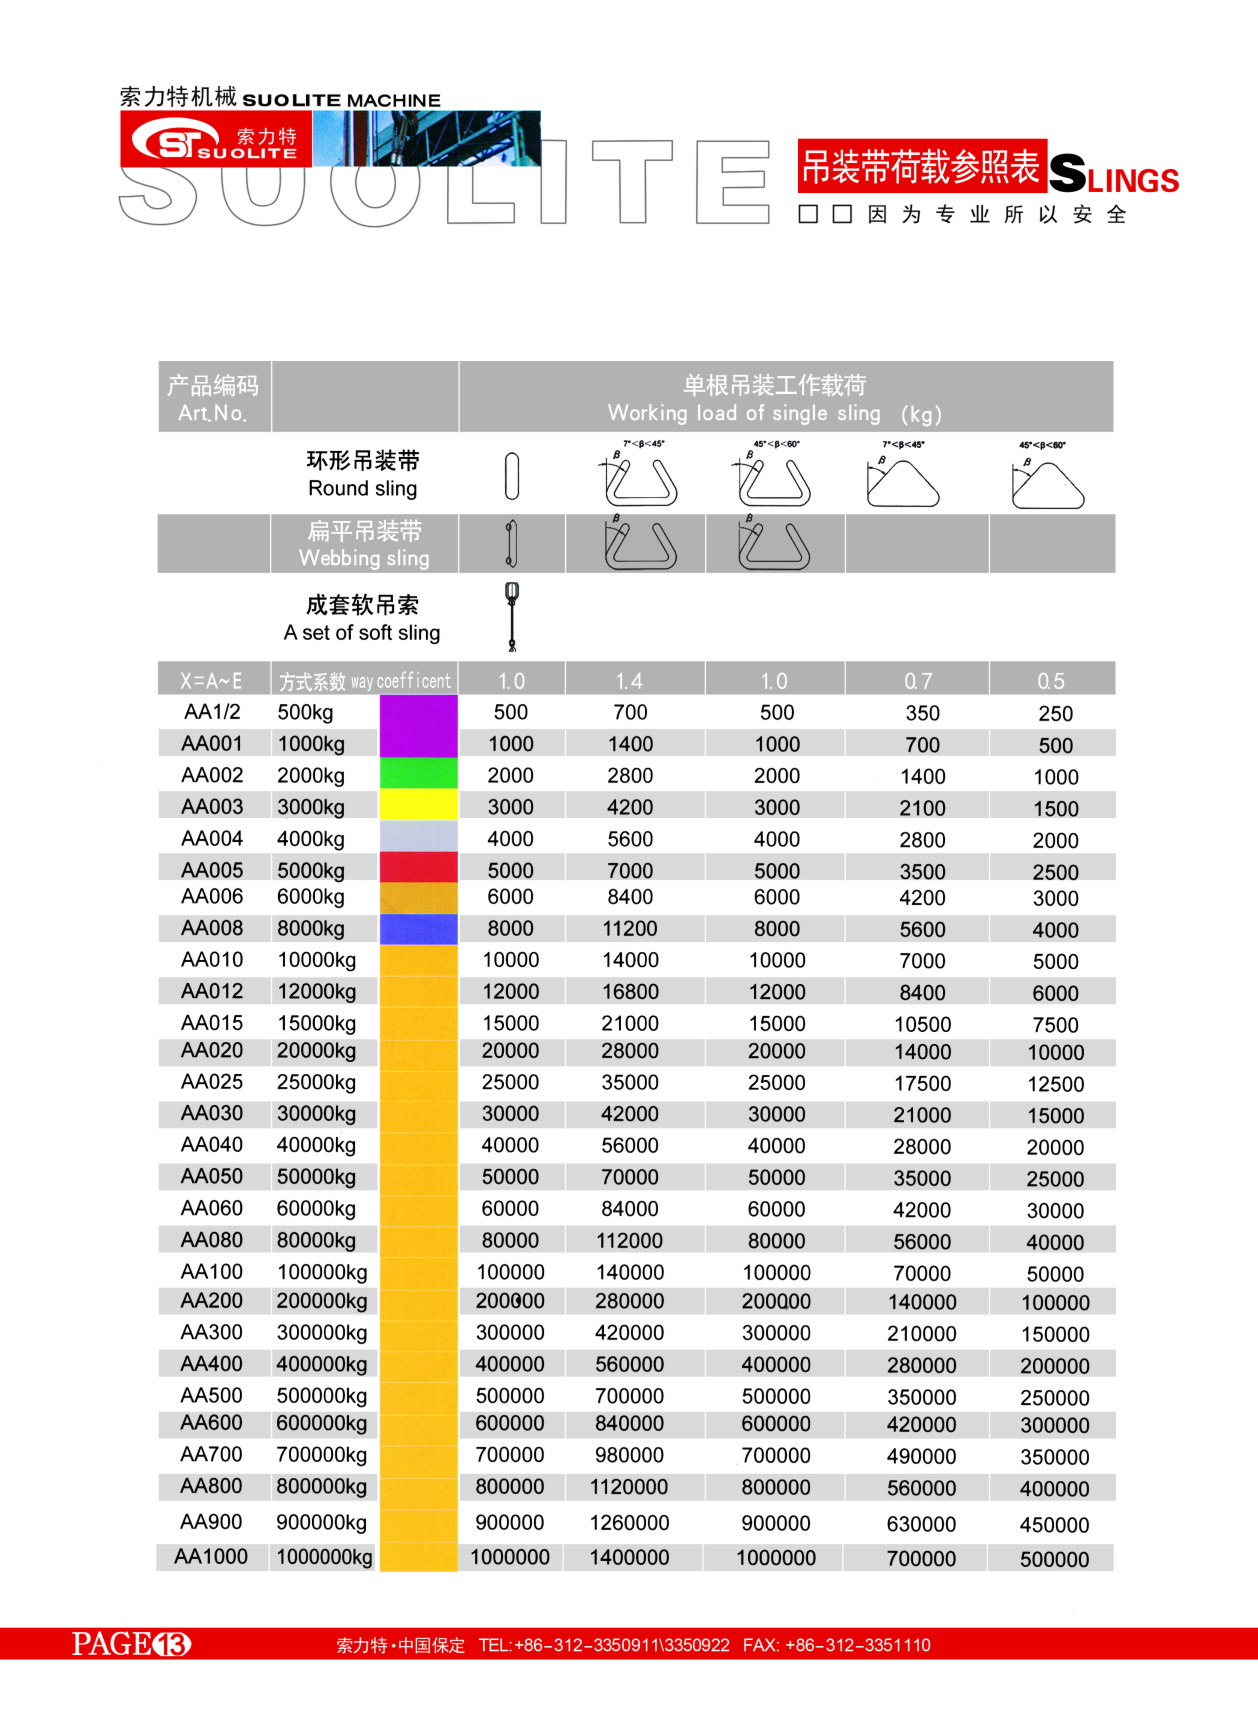 索力特机械 SUOLITE MACHINE
ST 索力特
SUOLITE
SUOLITE
吊装带荷载参照表 SLINGS
□□因为专业所以安全
产品编码 单根吊装工作载荷
Art.No. Working load of single sling (kg)
7°<β<45° 45°<β<60° 7°<β<45° 45°<β<60°
β β β β
环形吊装带
Round sling
β β
扁平吊装带
Webbing sling
成套软吊索
A set of soft sling
X=A~E 方式系数 way coefficent 1.0 1.4 1.0 0.7 0.5
AA1/2 500kg 500 700 500 350 250
AA001 1000kg 1000 1400 1000 700 500
AA002 2000kg 2000 2800 2000 1400 1000
AA003 3000kg 3000 4200 3000 2100 1500
AA004 4000kg 4000 5600 4000 2800 2000
AA005 5000kg 5000 7000 5000 3500 2500
AA006 6000kg 6000 8400 6000 4200 3000
AA008 8000kg 8000 11200 8000 5600 4000
AA010 10000kg 10000 14000 10000 7000 5000
AA012 12000kg 12000 16800 12000 8400 6000
AA015 15000kg 15000 21000 15000 10500 7500
AA020 20000kg 20000 28000 20000 14000 10000
AA025 25000kg 25000 35000 25000 17500 12500
AA030 30000kg 30000 42000 30000 21000 15000
AA040 40000kg 40000 56000 40000 28000 20000
AA050 50000kg 50000 70000 50000 35000 25000
AA060 60000kg 60000 84000 60000 42000 30000
AA080 80000kg 80000 112000 80000 56000 40000
AA100 100000kg 100000 140000 100000 70000 50000
AA200 200000kg 200000 280000 200000 140000 100000
AA300 300000kg 300000 420000 300000 210000 150000
AA400 400000kg 400000 560000 400000 280000 200000
AA500 500000kg 500000 700000 500000 350000 250000
AA600 600000kg 600000 840000 600000 420000 300000
AA700 700000kg 700000 980000 700000 490000 350000
AA800 800000kg 800000 1120000 800000 560000 400000
AA900 900000kg 900000 1260000 900000 630000 450000
AA1000 1000000kg 1000000 1400000 1000000 700000 500000
PAGE 13 索力特·中国保定 TEL:+86-312-3350911\3350922 FAX: +86-312-3351110